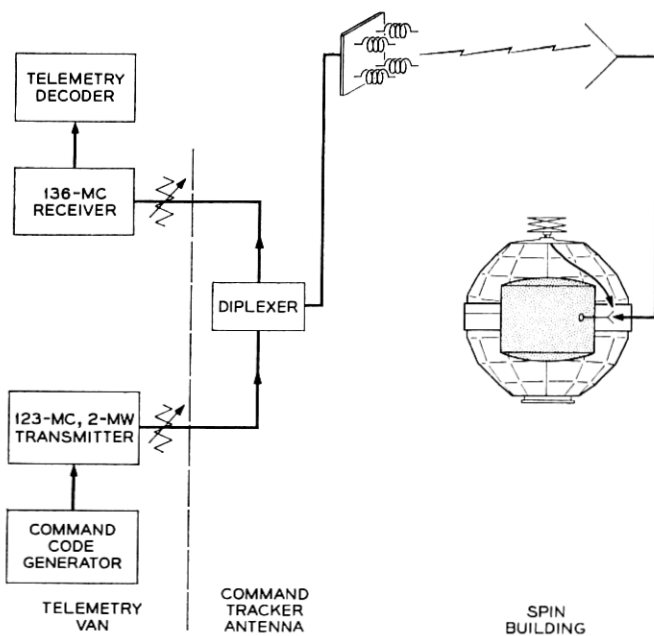 TELEMETRY
DECODER
136-MC
RECEIVER
DIPLEXER
123-MC, 2-MW
TRANSMITTER
COMMAND
CODE
GENERATOR
TELEMETRY
VAN
COMMAND
TRACKER
ANTENNA
SPIN
BUILDING